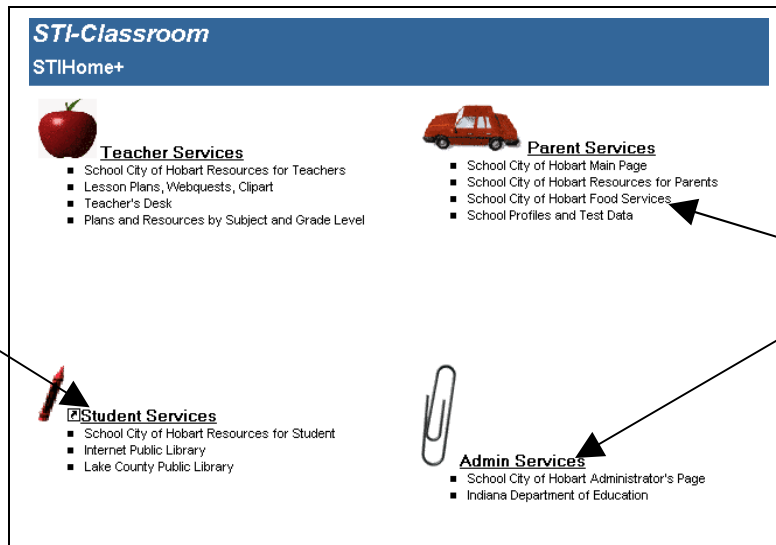 STI-Classroom
STIHome+
Teacher Services
School City of Hobart Resources for Teachers
Lesson Plans, Webquests, Clipart
Teacher's Desk
Plans and Resources by Subject and Grade Level
Parent Services
School City of Hobart Main Page
School City of Hobart Resources for Parents
School City of Hobart Food Services
School Profiles and Test Data
Student Services
School City of Hobart Resources for Student
Internet Public Library
Lake County Public Library
Admin Services
School City of Hobart Administrator's Page
Indiana Department of Education